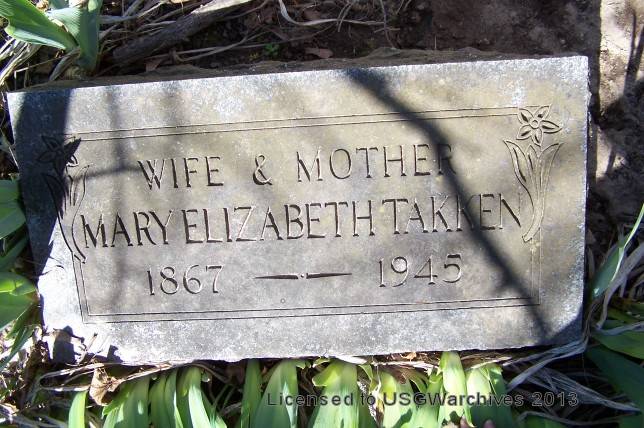 WIFE & MOTHER
MARY ELIZABETH TAKKEN
1867 — 1945
Licensed to USGWarchives 2013